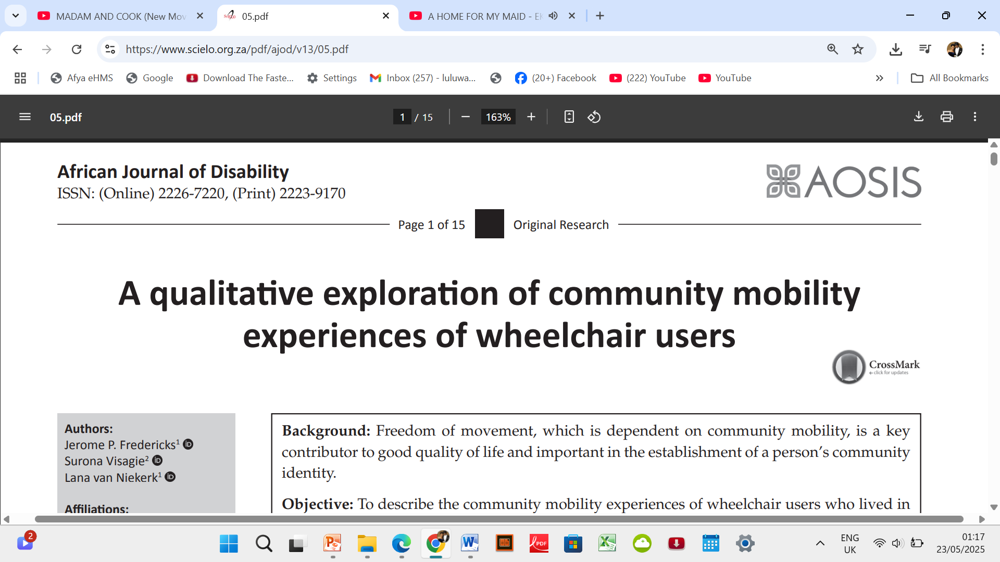 MADAM AND COOK (New Mov
05.pdf
A HOME FOR MY MAID - EK
https://www.scielo.org.za/pdf/ajod/v13/05.pdf
Afya eHMS
Google
Download The Faste...
Settings
Inbox (257) - luluwa...
(20+) Facebook
(222) YouTube
YouTube
All Bookmarks
05.pdf
1 / 15
163%
African Journal of Disability
ISSN: (Online) 2226-7220, (Print) 2223-9170
AOSIS
Page 1 of 15
Original Research
A qualitative exploration of community mobility
experiences of wheelchair users
CrossMark
←click for updates
Authors:
Jerome P. Fredericks¹ iD
Surona Visagie² iD
Lana van Niekerk¹ iD
Affiliations:
Background: Freedom of movement, which is dependent on community mobility, is a key
contributor to good quality of life and important in the establishment of a person’s community
identity.
Objective: To describe the community mobility experiences of wheelchair users who lived in
2
PDF
ENG
UK
01:17
23/05/2025